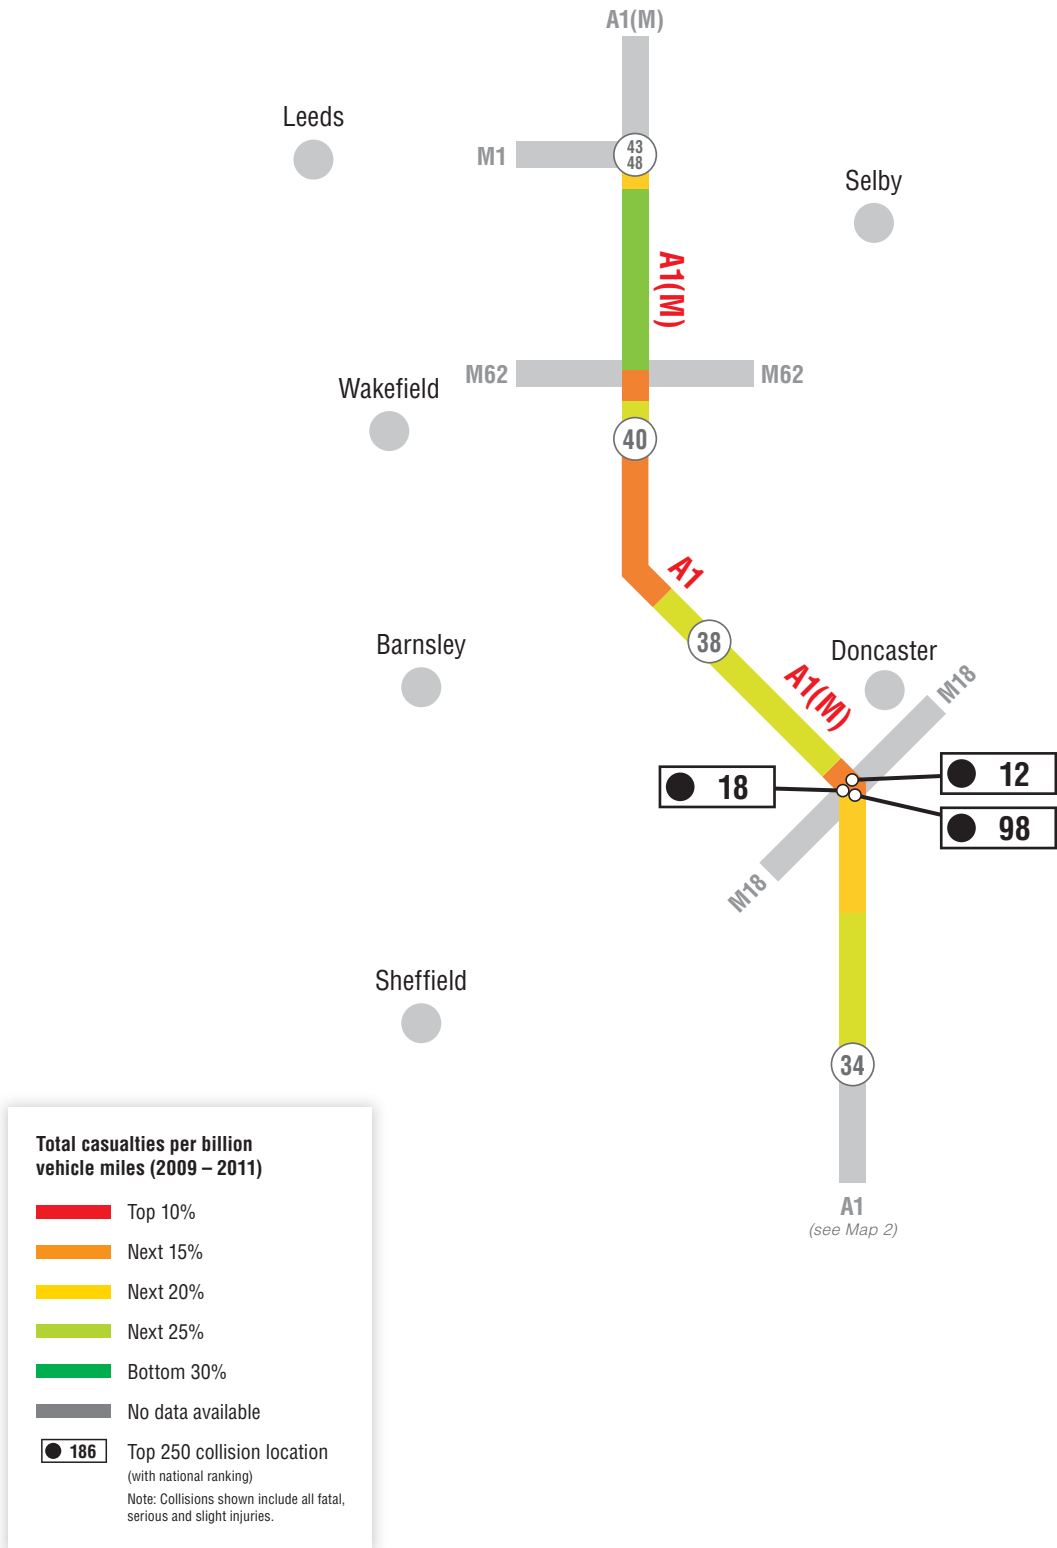 A1(M)
Leeds
M1
43
48
Selby
A1(M)
M62
M62
Wakefield
40
A1
38
Barnsley
Doncaster
A1(M)
M18
18
12
98
M18
Sheffield
34
A1
(see Map 2)
Total casualties per billion
vehicle miles (2009 – 2011)
Top 10%
Next 15%
Next 20%
Next 25%
Bottom 30%
No data available
186 Top 250 collision location
(with national ranking)
Note: Collisions shown include all fatal,
serious and slight injuries.